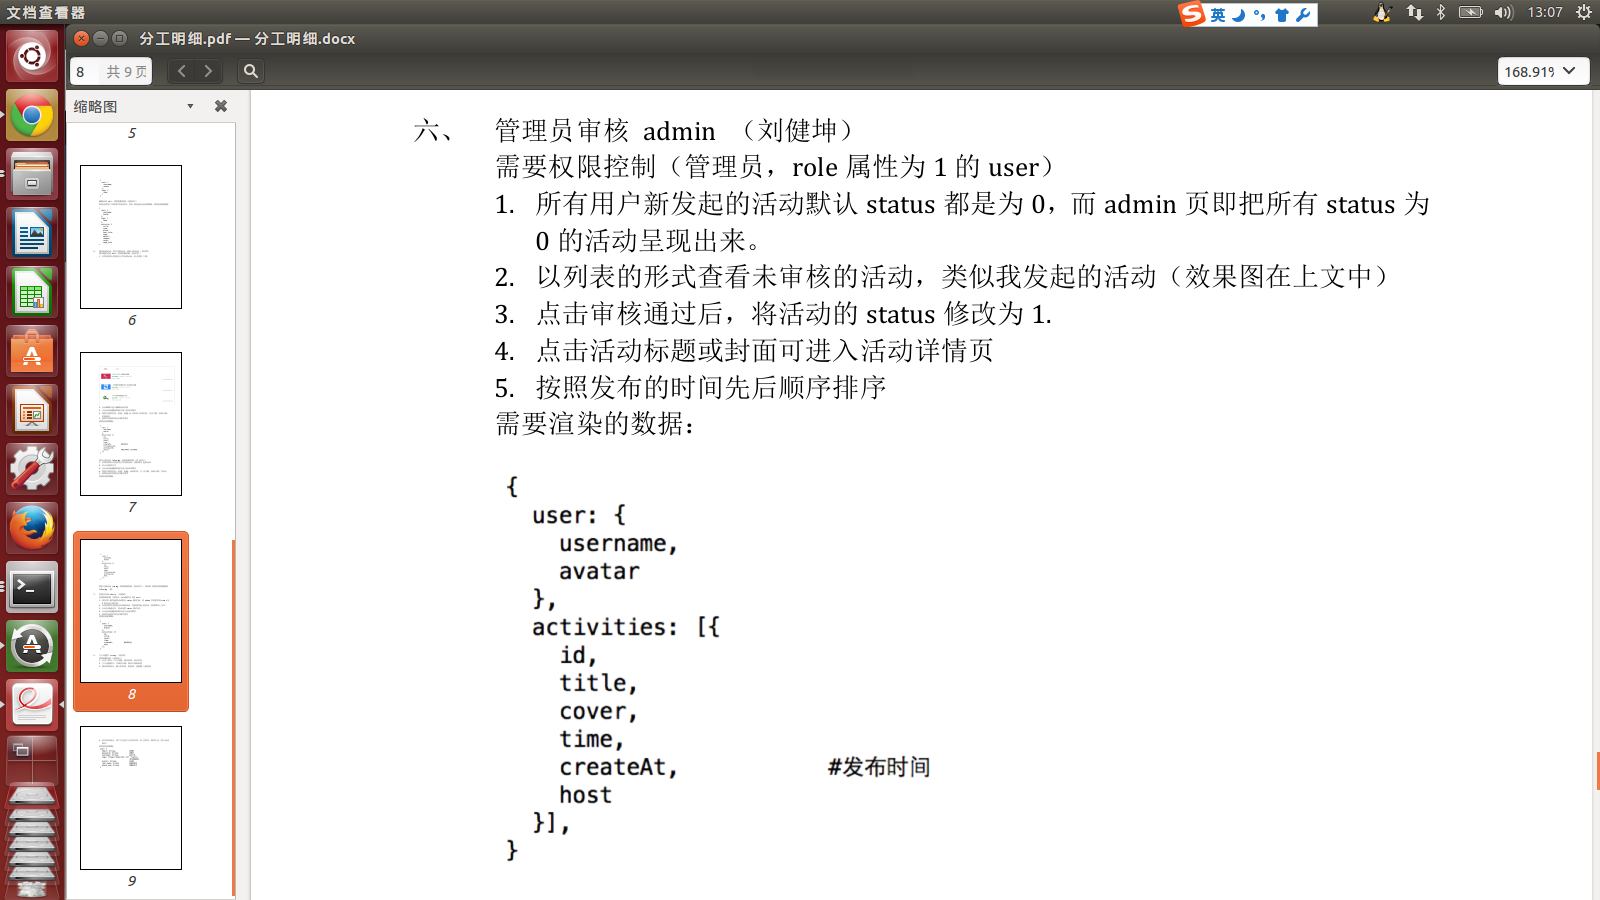 文档查看器
英
13:07
分工明细.pdf — 分工明细.docx
8 共 9 页
168.91%
缩略图
5
6
7
8
9
六、 管理员审核 admin （刘健坤）
需要权限控制（管理员，role 属性为 1 的 user）
1. 所有用户新发起的活动默认 status 都是为 0，而 admin 页即把所有 status 为
0 的活动呈现出来。
2. 以列表的形式查看未审核的活动，类似我发起的活动（效果图在上文中）
3. 点击审核通过后，将活动的 status 修改为 1.
4. 点击活动标题或封面可进入活动详情页
5. 按照发布的时间先后顺序排序
需要渲染的数据：
{
user: {
username,
avatar
},
activities: [{
id,
title,
cover,
time,
createAt, #发布时间
host
}],
}